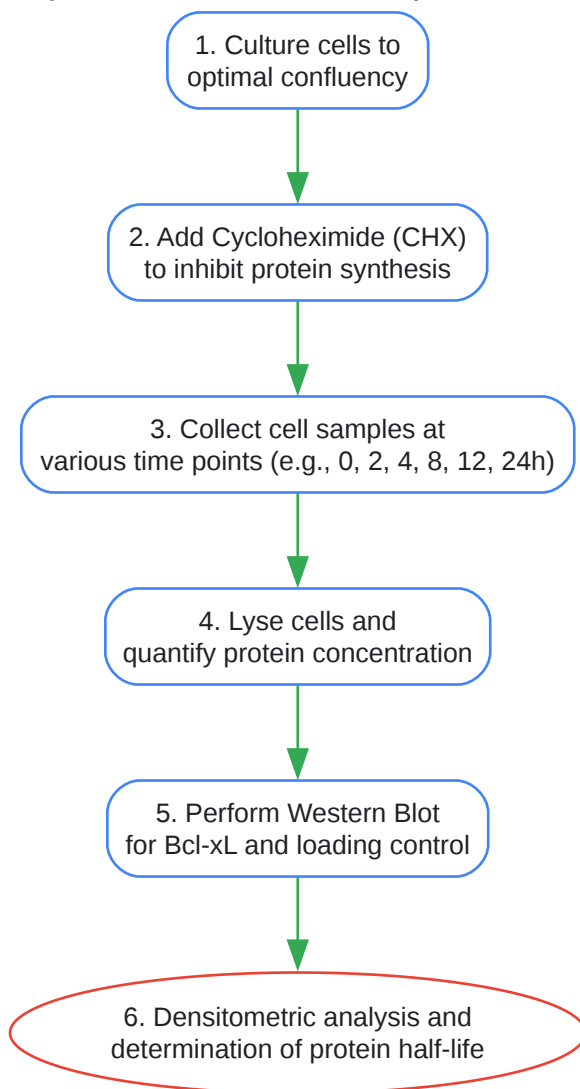 1. Culture cells to
optimal confluency
2. Add Cycloheximide (CHX)
to inhibit protein synthesis
3. Collect cell samples at
various time points (e.g., 0, 2, 4, 8, 12, 24h)
4. Lyse cells and
quantify protein concentration
5. Perform Western Blot
for Bcl-xL and loading control
6. Densitometric analysis and
determination of protein half-life